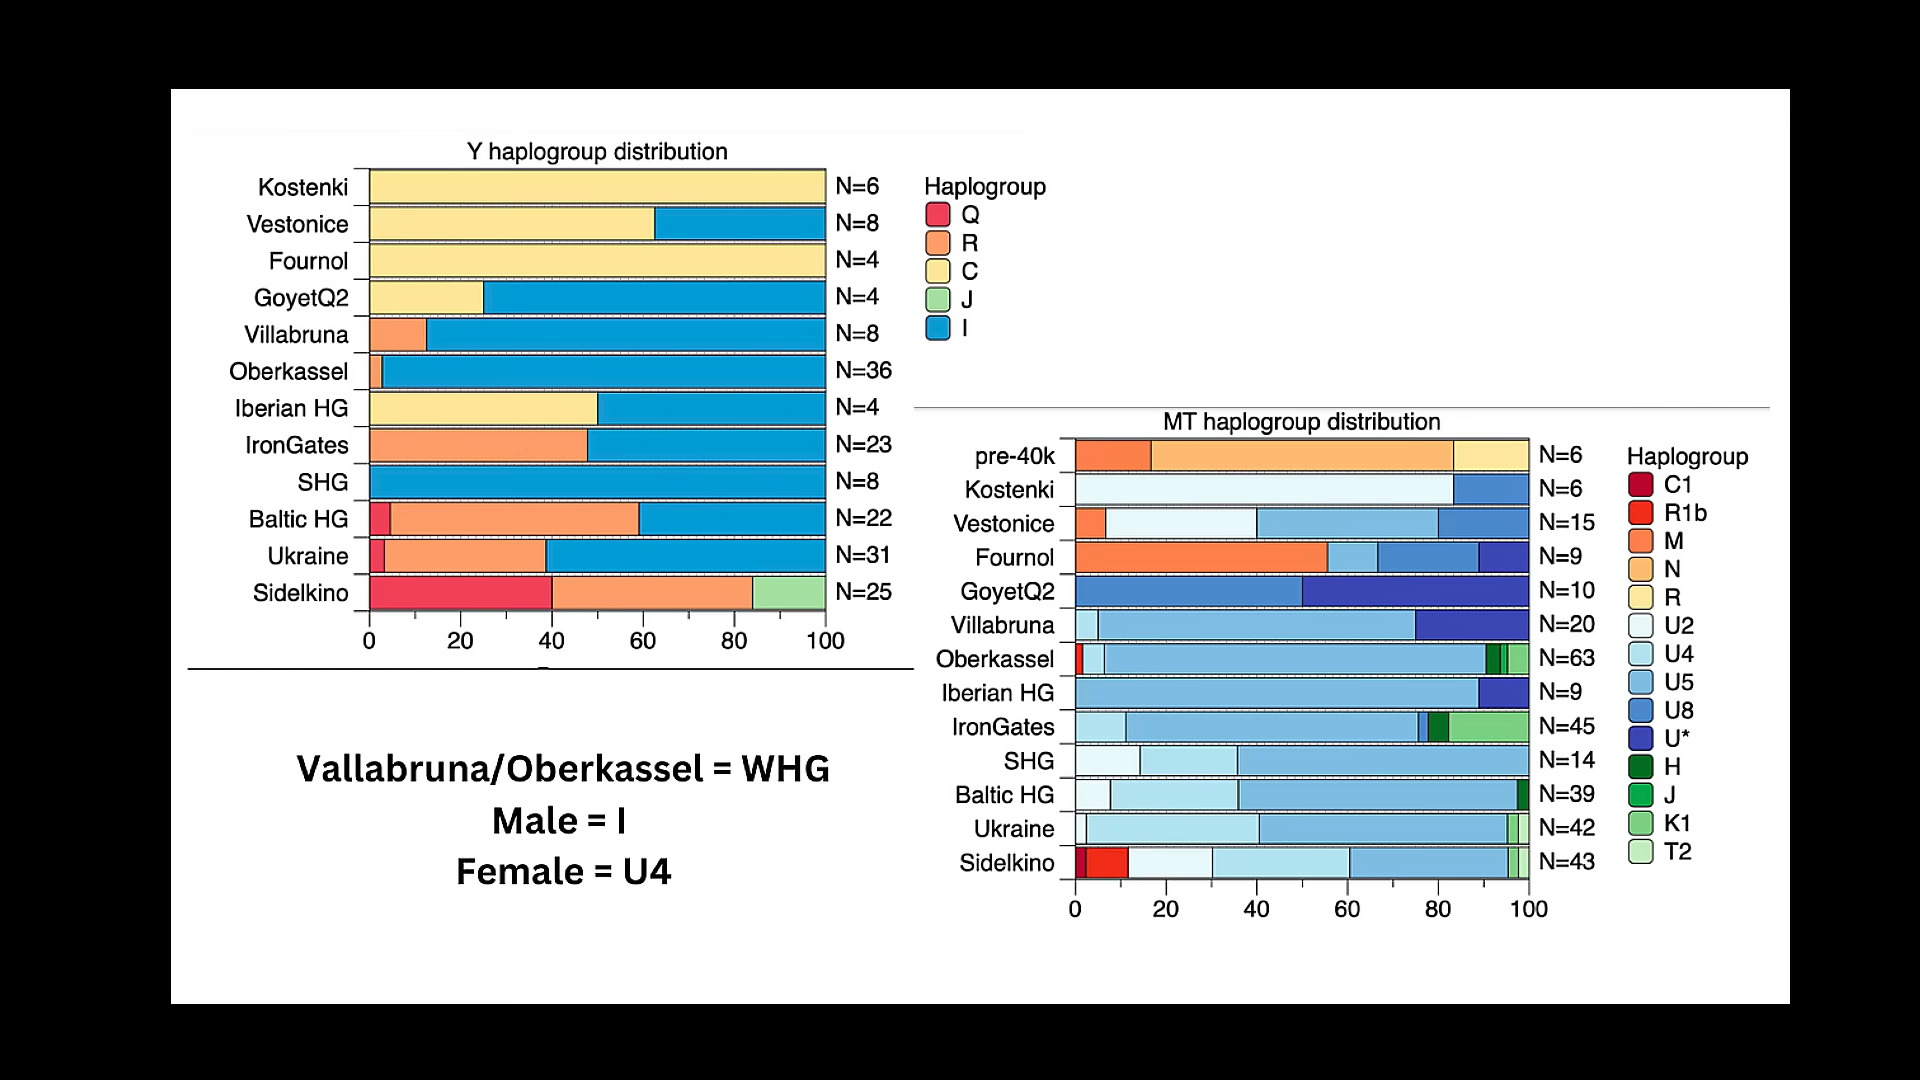 Y haplogroup distribution
Kostenki N=6
Vestonice N=8
Fournol N=4
GoyetQ2 N=4
Villabruna N=8
Oberkassel N=36
Iberian HG N=4
IronGates N=23
SHG N=8
Baltic HG N=22
Ukraine N=31
Sidelkino N=25
0 20 40 60 80 100
Haplogroup
Q
R
C
J
I
MT haplogroup distribution
pre-40k N=6
Kostenki N=6
Vestonice N=15
Fournol N=9
GoyetQ2 N=10
Villabruna N=20
Oberkassel N=63
Iberian HG N=9
IronGates N=45
SHG N=14
Baltic HG N=39
Ukraine N=42
Sidelkino N=43
0 20 40 60 80 100
Haplogroup
C1
R1b
M
N
R
U2
U4
U5
U8
U*
H
J
K1
T2
Vallabruna/Oberkassel = WHG
Male = I
Female = U4